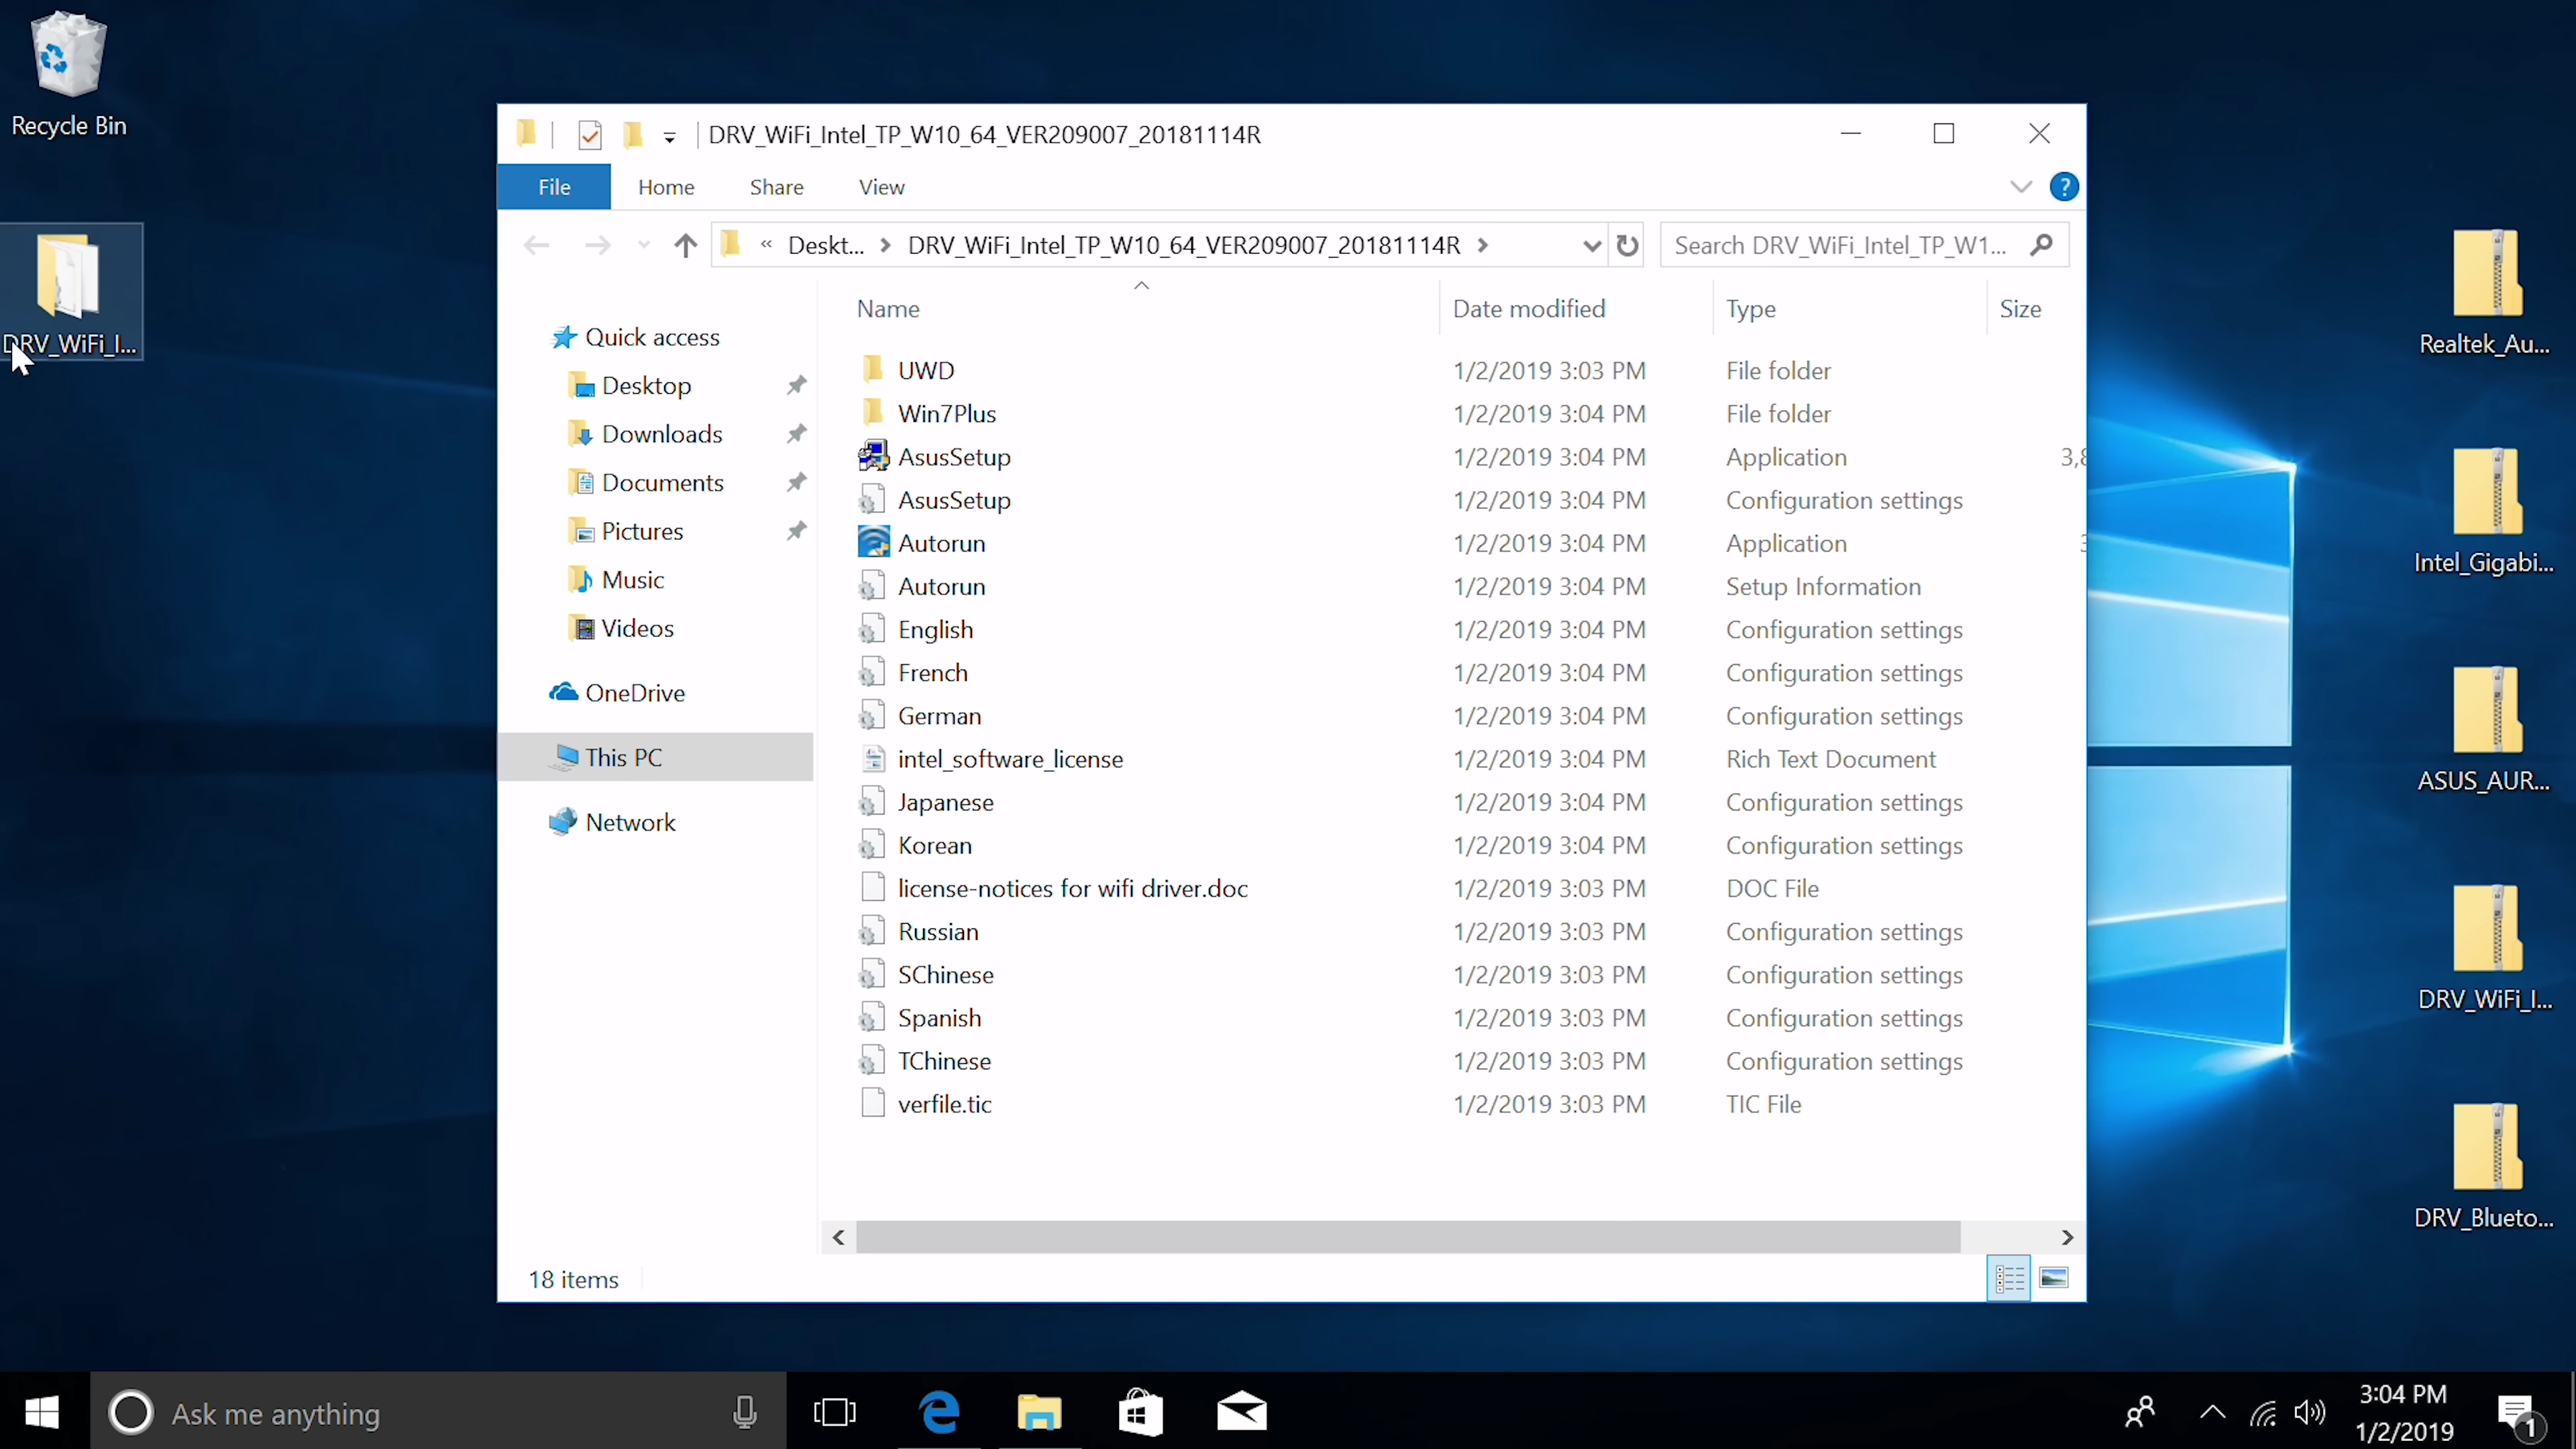 Recycle Bin
DRV_WiFi_I...
DRV_WiFi_Intel_TP_W10_64_VER209007_20181114R
File Home Share View
?
« Deskt... DRV_WiFi_Intel_TP_W10_64_VER209007_20181114R
Search DRV_WiFi_Intel_TP_W1...
Quick access
Desktop
Downloads
Documents
Pictures
Music
Videos
OneDrive
This PC
Network
Name Date modified Type Size
UWD 1/2/2019 3:03 PM File folder
Win7Plus 1/2/2019 3:04 PM File folder
AsusSetup 1/2/2019 3:04 PM Application 3,8
AsusSetup 1/2/2019 3:04 PM Configuration settings
Autorun 1/2/2019 3:04 PM Application 3
Autorun 1/2/2019 3:04 PM Setup Information
English 1/2/2019 3:04 PM Configuration settings
French 1/2/2019 3:04 PM Configuration settings
German 1/2/2019 3:04 PM Configuration settings
intel_software_license 1/2/2019 3:04 PM Rich Text Document
Japanese 1/2/2019 3:04 PM Configuration settings
Korean 1/2/2019 3:04 PM Configuration settings
license-notices for wifi driver.doc 1/2/2019 3:03 PM DOC File
Russian 1/2/2019 3:03 PM Configuration settings
SChinese 1/2/2019 3:03 PM Configuration settings
Spanish 1/2/2019 3:03 PM Configuration settings
TChinese 1/2/2019 3:03 PM Configuration settings
verfile.tic 1/2/2019 3:03 PM TIC File
18 items
Realtek_Au...
Intel_Gigabi...
ASUS_AUR...
DRV_WiFi_I...
DRV_Blueto...
Ask me anything
3:04 PM
1/2/2019
1